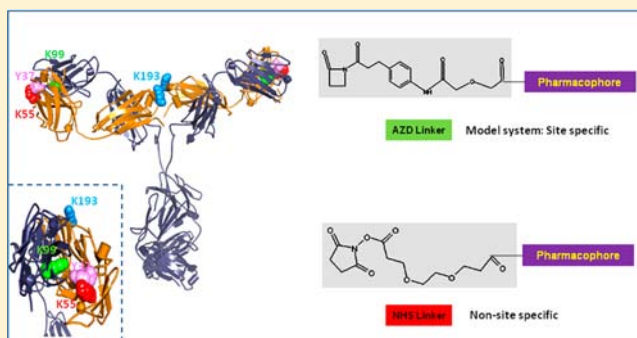 K99
Y37
K55
K193
K193
K99
K55
O
N
O
NH
O
O
O
Pharmacophore
AZD Linker Model system: Site specific
O
N
O
O
O
O
O
O
Pharmacophore
NHS Linker Non-site specific